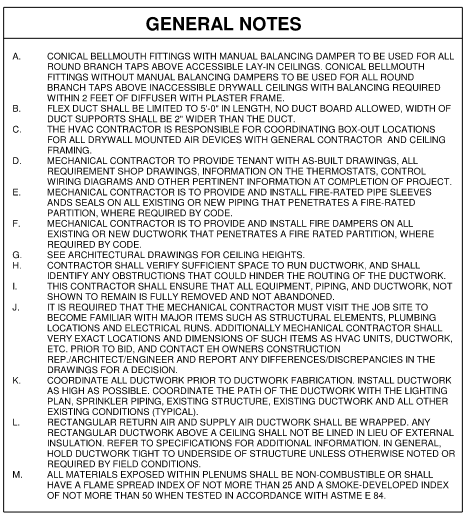 GENERAL NOTES
A. CONICAL BELLMOUTH FITTINGS WITH MANUAL BALANCING DAMPER TO BE USED FOR ALL
ROUND BRANCH TAPS ABOVE ACCESSIBLE LAY-IN CEILINGS. CONICAL BELLMOUTH
FITTINGS WITHOUT MANUAL BALANCING DAMPERS TO BE USED FOR ALL ROUND
BRANCH TAPS ABOVE INACCESSIBLE DRYWALL CEILINGS WITH BALANCING REQUIRED
WITHIN 2 FEET OF DIFFUSER WITH PLASTER FRAME.
B. FLEX DUCT SHALL BE LIMITED TO 5'-0" IN LENGTH, NO DUCT BOARD ALLOWED, WIDTH OF
DUCT SUPPORTS SHALL BE 2" WIDER THAN THE DUCT.
C. THE HVAC CONTRACTOR IS RESPONSIBLE FOR COORDINATING BOX-OUT LOCATIONS
FOR ALL DRYWALL MOUNTED AIR DEVICES WITH GENERAL CONTRACTOR AND CEILING
FRAMING.
D. MECHANICAL CONTRACTOR TO PROVIDE TENANT WITH AS-BUILT DRAWINGS, ALL
REQUIREMENT SHOP DRAWINGS, INFORMATION ON THE THERMOSTATS, CONTROL
WIRING DIAGRAMS AND OTHER PERTINENT INFORMATION AT COMPLETION OF PROJECT.
E. MECHANICAL CONTRACTOR IS TO PROVIDE AND INSTALL FIRE-RATED PIPE SLEEVES
ANDS SEALS ON ALL EXISTING OR NEW PIPING THAT PENETRATES A FIRE-RATED
PARTITION, WHERE REQUIRED BY CODE.
F. MECHANICAL CONTRACTOR IS TO PROVIDE AND INSTALL FIRE DAMPERS ON ALL
EXISTING OR NEW DUCTWORK THAT PENETRATES A FIRE RATED PARTITION, WHERE
REQUIRED BY CODE.
G. SEE ARCHITECTURAL DRAWINGS FOR CEILING HEIGHTS.
H. CONTRACTOR SHALL VERIFY SUFFICIENT SPACE TO RUN DUCTWORK, AND SHALL
IDENTIFY ANY OBSTRUCTIONS THAT COULD HINDER THE ROUTING OF THE DUCTWORK.
I. THIS CONTRACTOR SHALL ENSURE THAT ALL EQUIPMENT, PIPING, AND DUCTWORK, NOT
SHOWN TO REMAIN IS FULLY REMOVED AND NOT ABANDONED.
J. IT IS REQUIRED THAT THE MECHANICAL CONTRACTOR MUST VISIT THE JOB SITE TO
BECOME FAMILIAR WITH MAJOR ITEMS SUCH AS STRUCTURAL ELEMENTS, PLUMBING
LOCATIONS AND ELECTRICAL RUNS. ADDITIONALLY MECHANICAL CONTRACTOR SHALL
VERY EXACT LOCATIONS AND DIMENSIONS OF SUCH ITEMS AS HVAC UNITS, DUCTWORK,
ETC. PRIOR TO BID, AND CONTACT EH OWNERS CONSTRUCTION
REP./ARCHITECT/ENGINEER AND REPORT ANY DIFFERENCES/DISCREPANCIES IN THE
DRAWINGS FOR A DECISION.
K. COORDINATE ALL DUCTWORK PRIOR TO DUCTWORK FABRICATION. INSTALL DUCTWORK
AS HIGH AS POSSIBLE. COORDINATE THE PATH OF THE DUCTWORK WITH THE LIGHTING
PLAN, SPRINKLER PIPING, EXISTING STRUCTURE, EXISTING DUCTWORK AND ALL OTHER
EXISTING CONDITIONS (TYPICAL).
L. RECTANGULAR RETURN AIR AND SUPPLY AIR DUCTWORK SHALL BE WRAPPED. ANY
RECTANGULAR DUCTWORK ABOVE A CEILING SHALL NOT BE LINED IN LIEU OF EXTERNAL
INSULATION. REFER TO SPECIFICATIONS FOR ADDITIONAL INFORMATION. IN GENERAL,
HOLD DUCTWORK TIGHT TO UNDERSIDE OF STRUCTURE UNLESS OTHERWISE NOTED OR
REQUIRED BY FIELD CONDITIONS.
M. ALL MATERIALS EXPOSED WITHIN PLENUMS SHALL BE NON-COMBUSTIBLE OR SHALL
HAVE A FLAME SPREAD INDEX OF NOT MORE THAN 25 AND A SMOKE-DEVELOPED INDEX
OF NOT MORE THAN 50 WHEN TESTED IN ACCORDANCE WITH ASTME E 84.